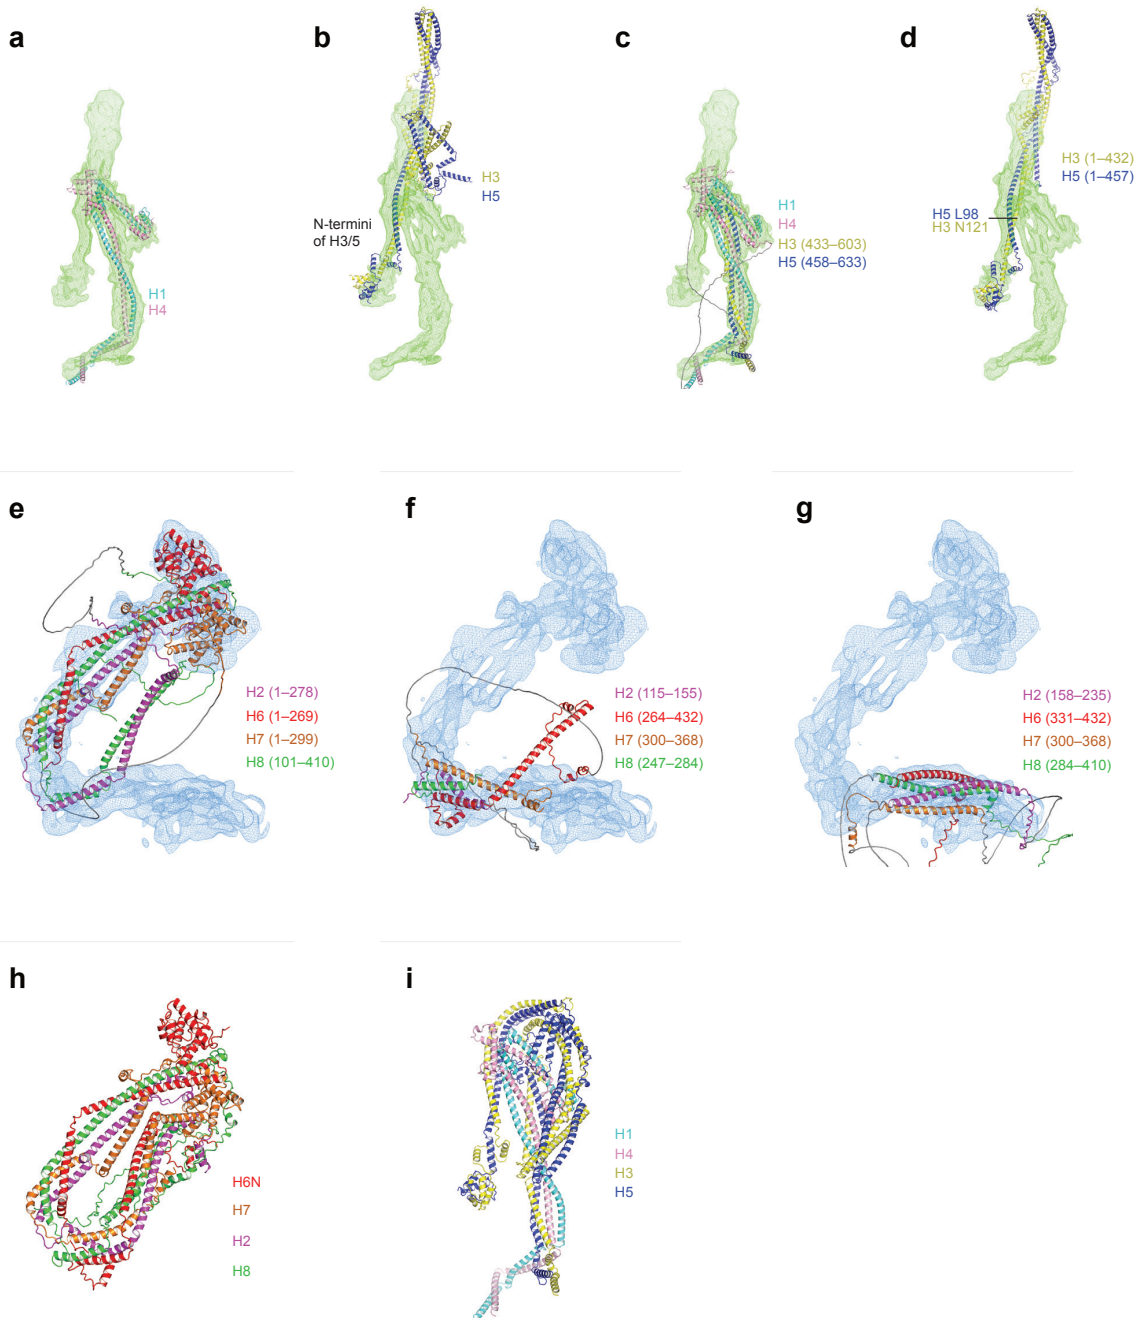 a
b
c
d
H1
H4
H3
H5
N-termini
of H3/5
H1
H4
H3 (433–603)
H5 (458–633)
H3 (1–432)
H5 (1–457)
H5 L98
H3 N121
e
f
g
H2 (1–278)
H6 (1–269)
H7 (1–299)
H8 (101–410)
H2 (115–155)
H6 (264–432)
H7 (300–368)
H8 (247–284)
H2 (158–235)
H6 (331–432)
H7 (300–368)
H8 (284–410)
h
i
H6N
H7
H2
H8
H1
H4
H3
H5